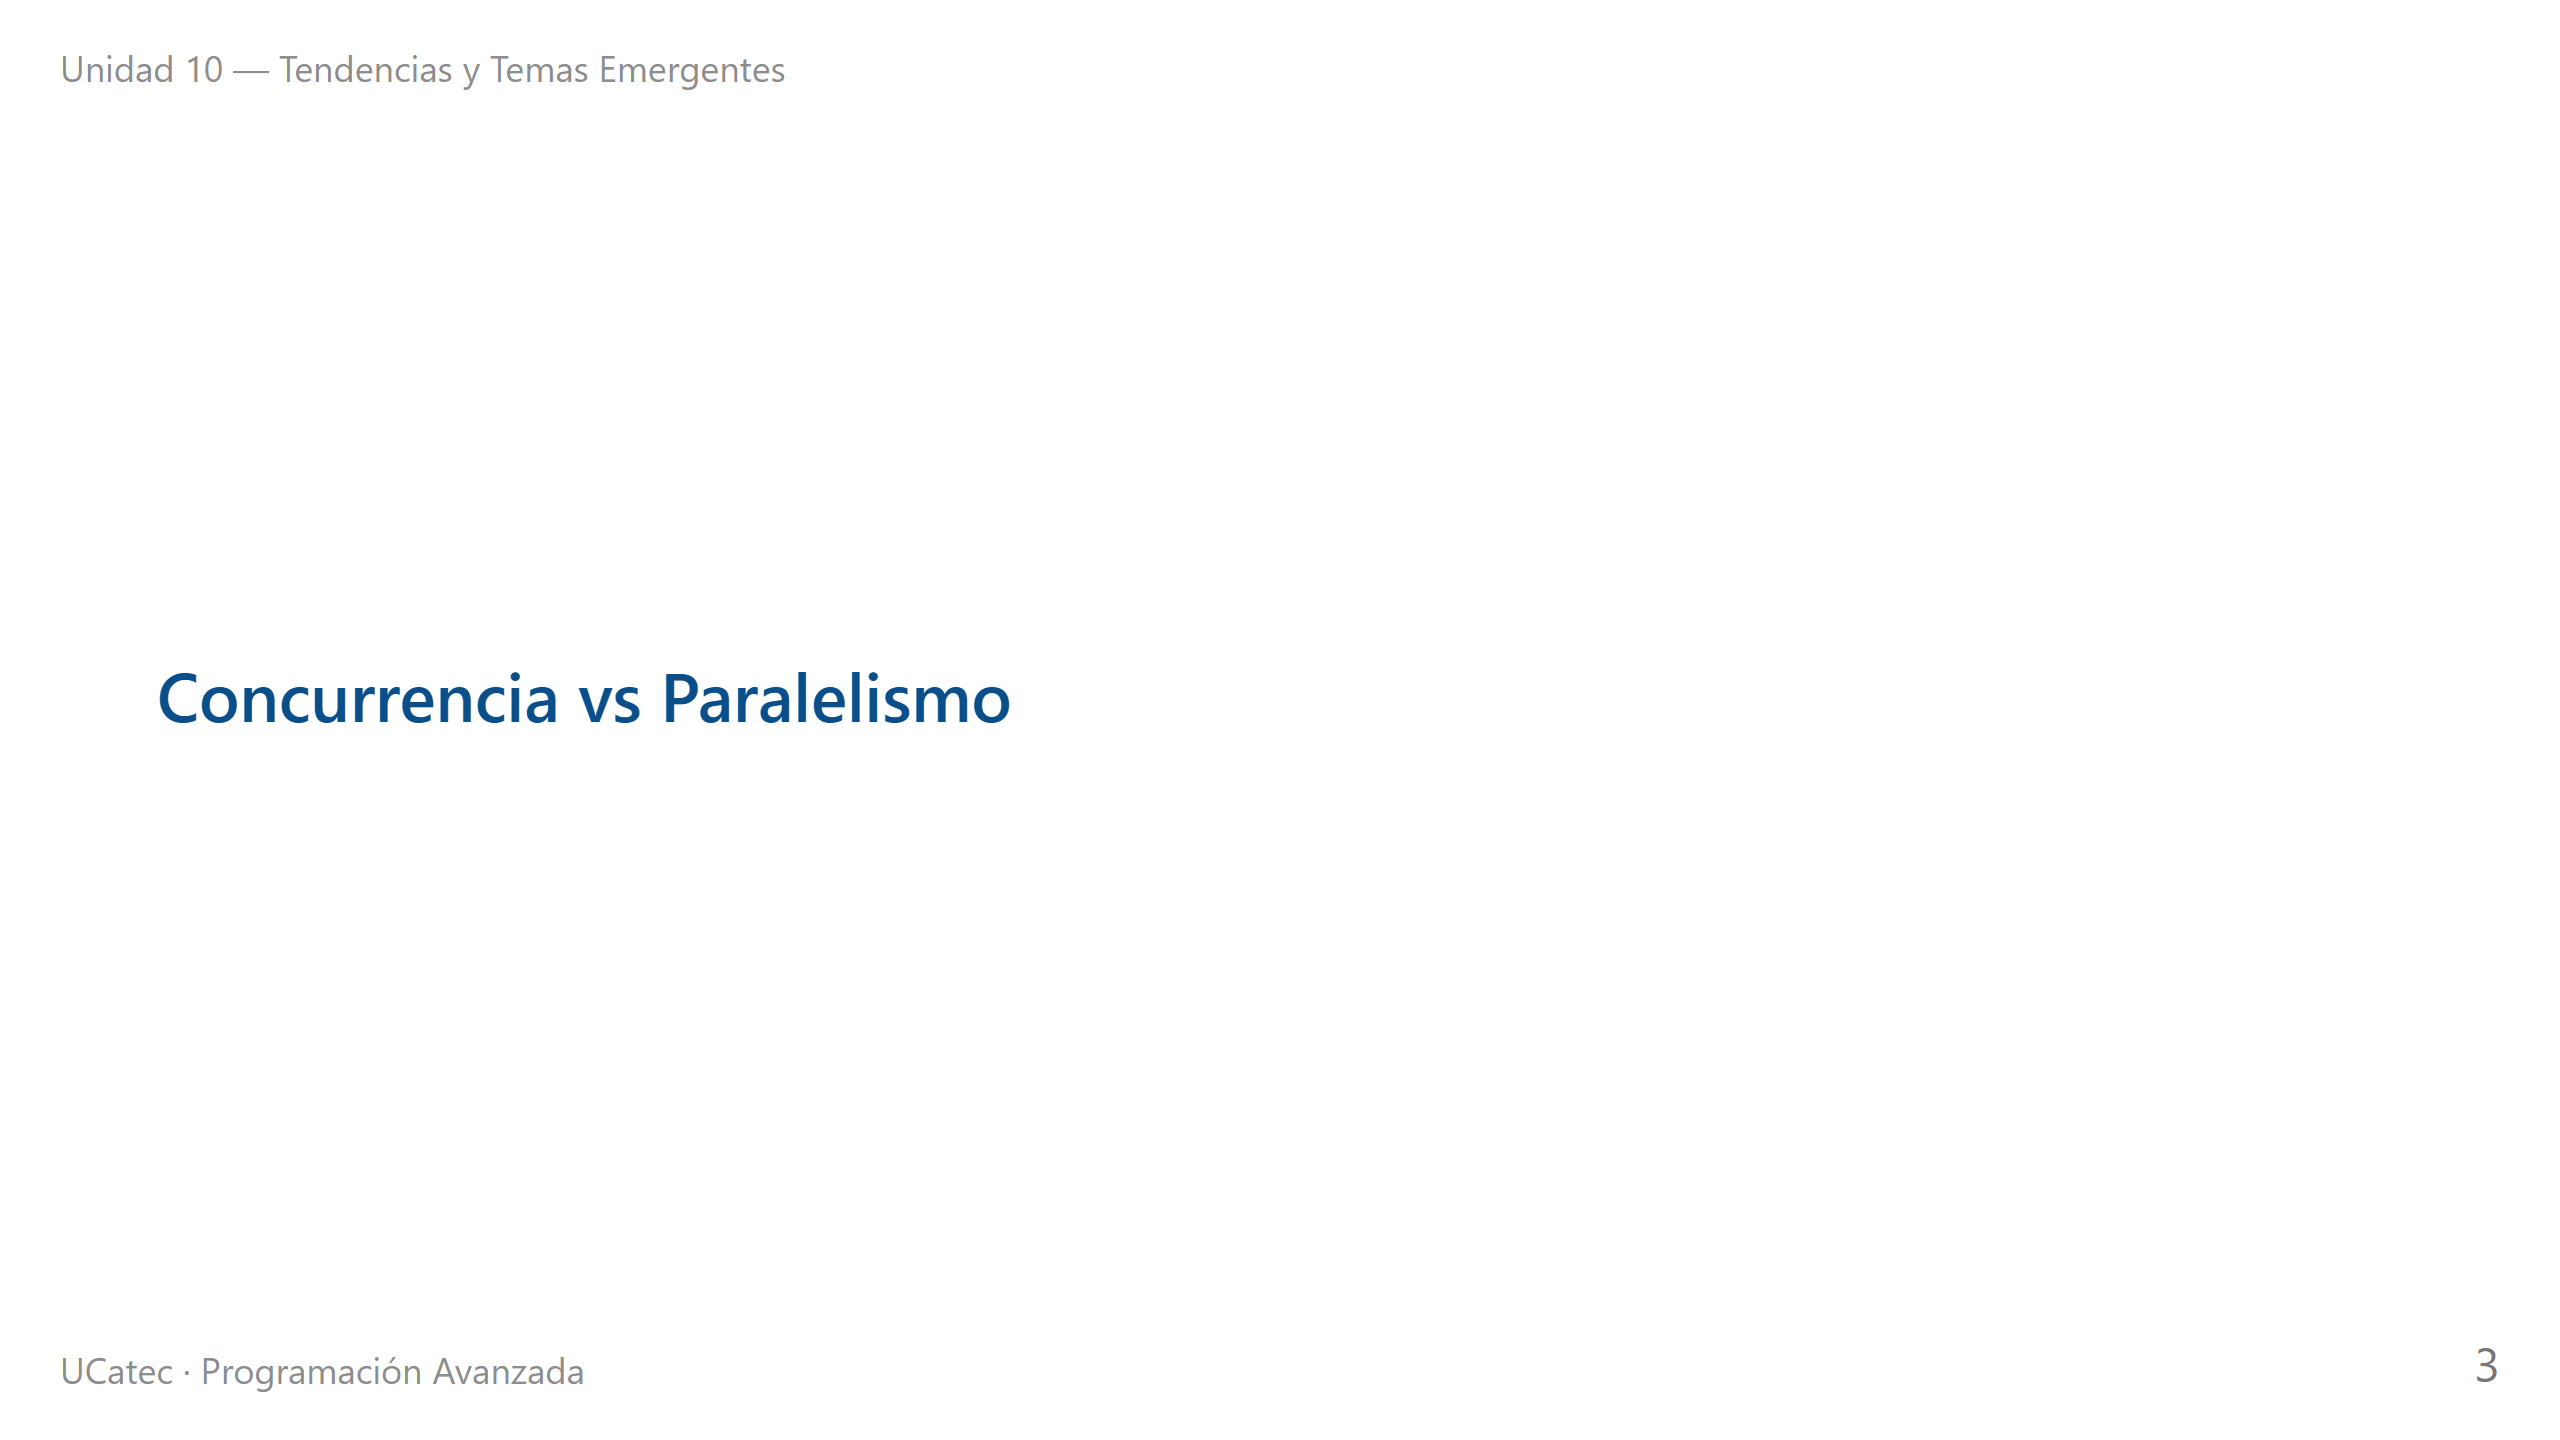 Unidad 10 — Tendencias y Temas Emergentes
Concurrencia vs Paralelismo
UCatec · Programación Avanzada
3